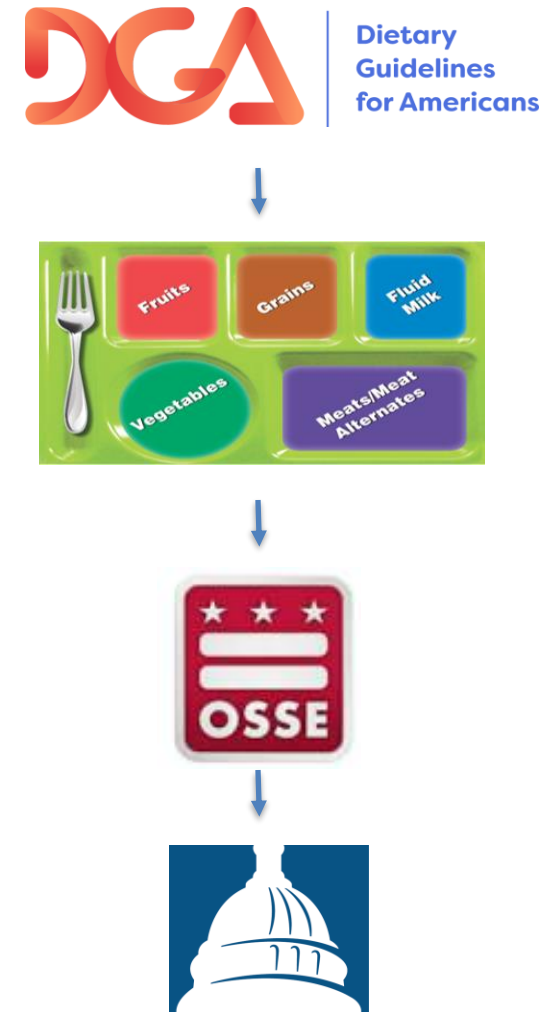 DGA
Dietary
Guidelines
for Americans
Fruits
Grains
Fluid
Milk
Vegetables
Meats/Meat
Alternates
OSSE